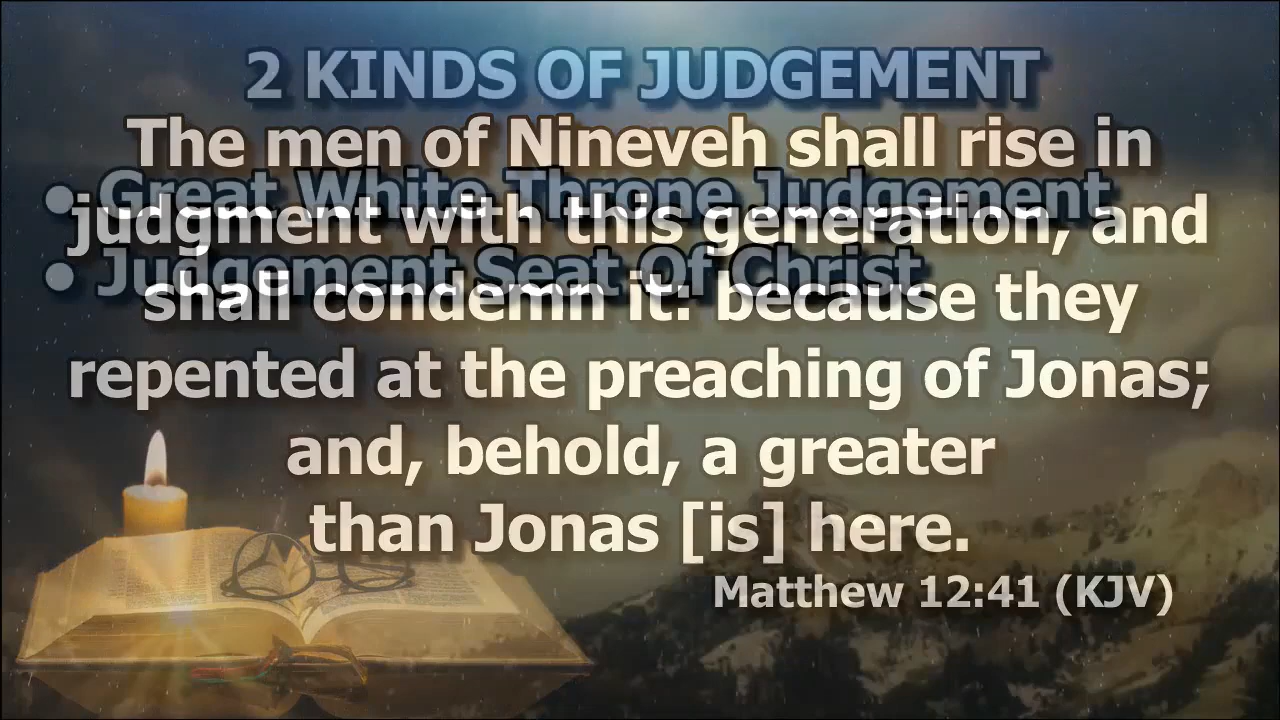 2 KINDS OF JUDGEMENT
The men of Nineveh shall rise in
• Great White Throne Judgement
judgment with this generation, and
• Judgement Seat Of Christ
shall condemn it: because they
repented at the preaching of Jonas;
and, behold, a greater
than Jonas [is] here.
Matthew 12:41 (KJV)